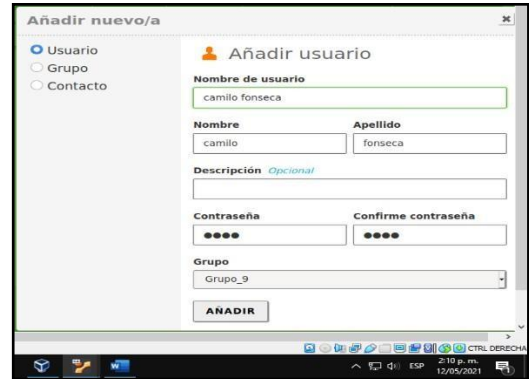 Añadir nuevo/a
Usuario
Grupo
Contacto
Añadir usuario
Nombre de usuario
camilo fonseca
Nombre Apellido
camilo fonseca
Descripción Opcional
Contraseña Confirme contraseña
●●●● ●●●●
Grupo
Grupo_9
AÑADIR
CTRL DERECHA
ESP 2:10 p. m.
12/05/2021